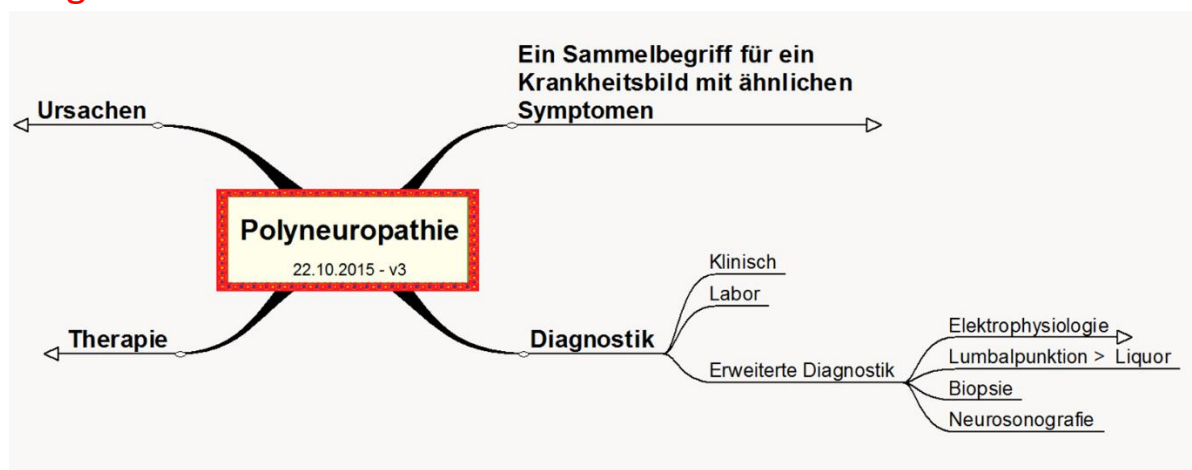 Ein Sammelbegriff für ein
Krankheitsbild mit ähnlichen
Symptomen
Ursachen
Polyneuropathie
22.10.2015 - v3
Therapie
Diagnostik
Klinisch
Labor
Erweiterte Diagnostik
Elektrophysiologie
Lumbalpunktion > Liquor
Biopsie
Neurosonografie